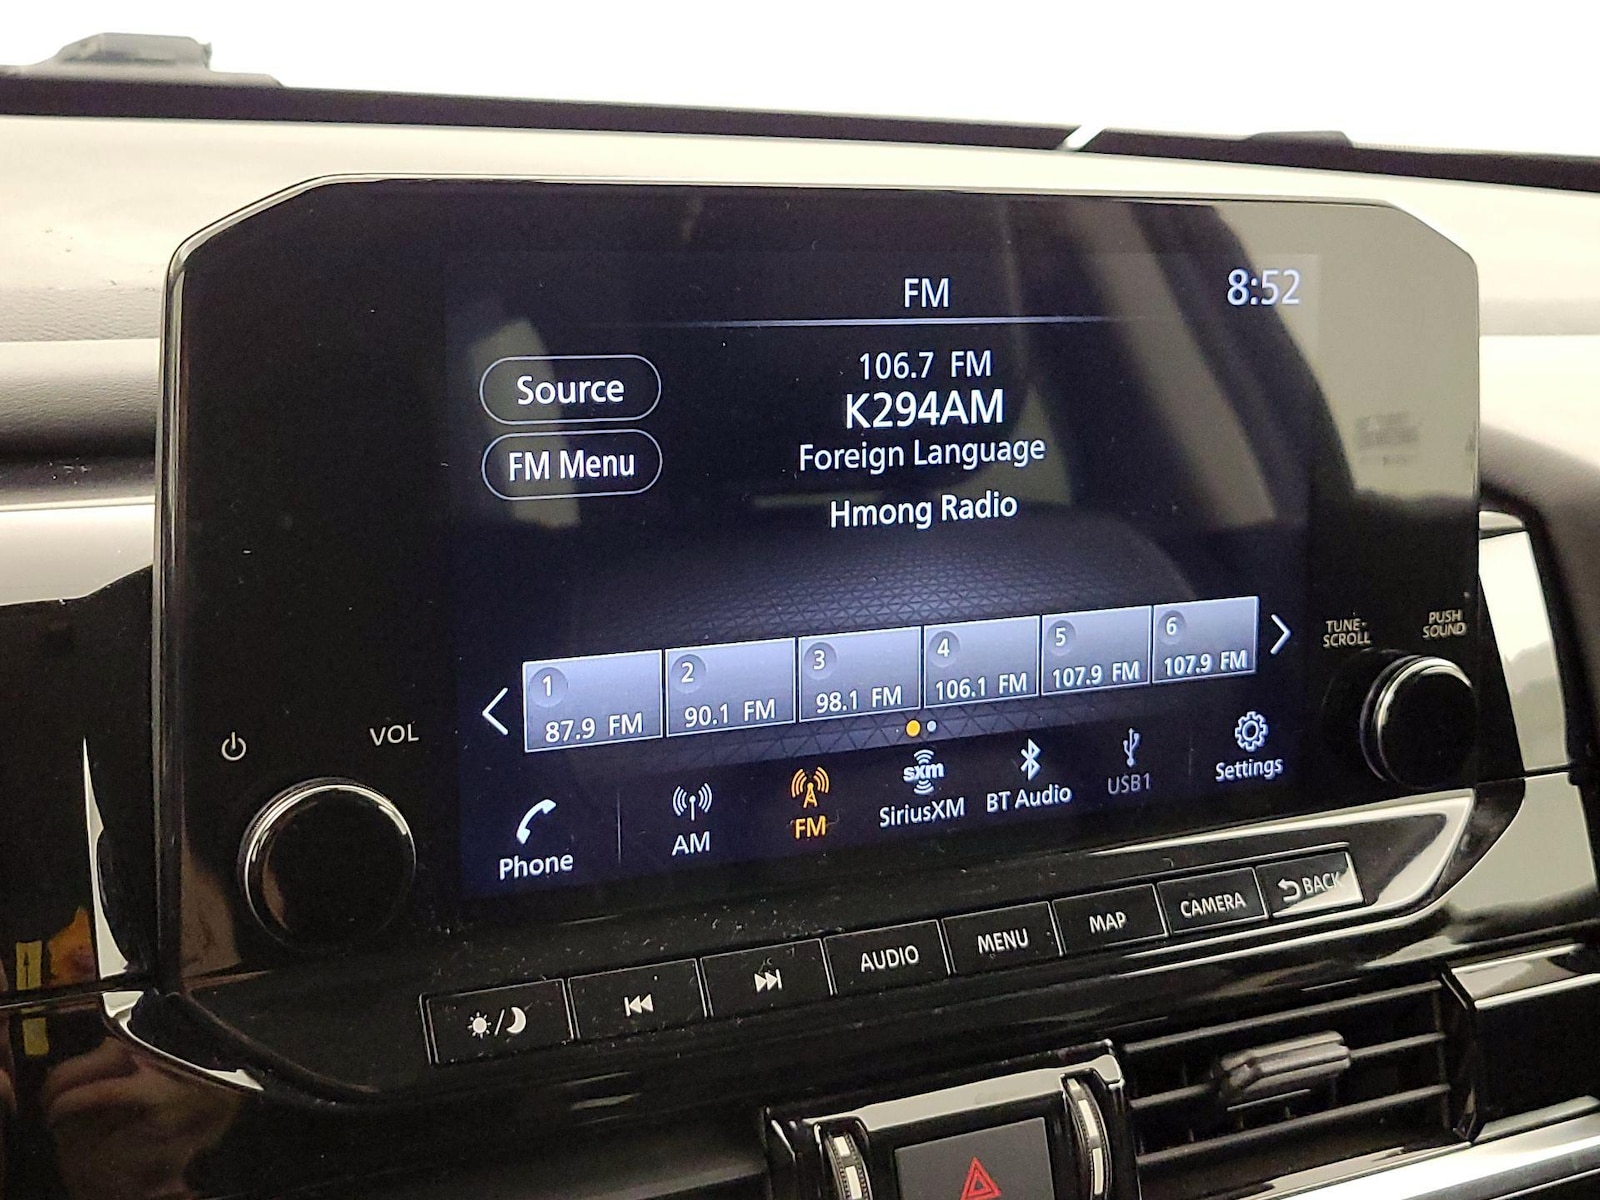 FM
8:52
Source
FM Menu
106.7 FM
K294AM
Foreign Language
Hmong Radio
1
87.9 FM
2
90.1 FM
3
98.1 FM
4
106.1 FM
5
107.9 FM
6
107.9 FM
TUNE·
SCROLL
PUSH
SOUND
VOL
Phone
AM
FM
sxm
SiriusXM
BT Audio
USB1
Settings
AUDIO
MENU
MAP
CAMERA
BACK